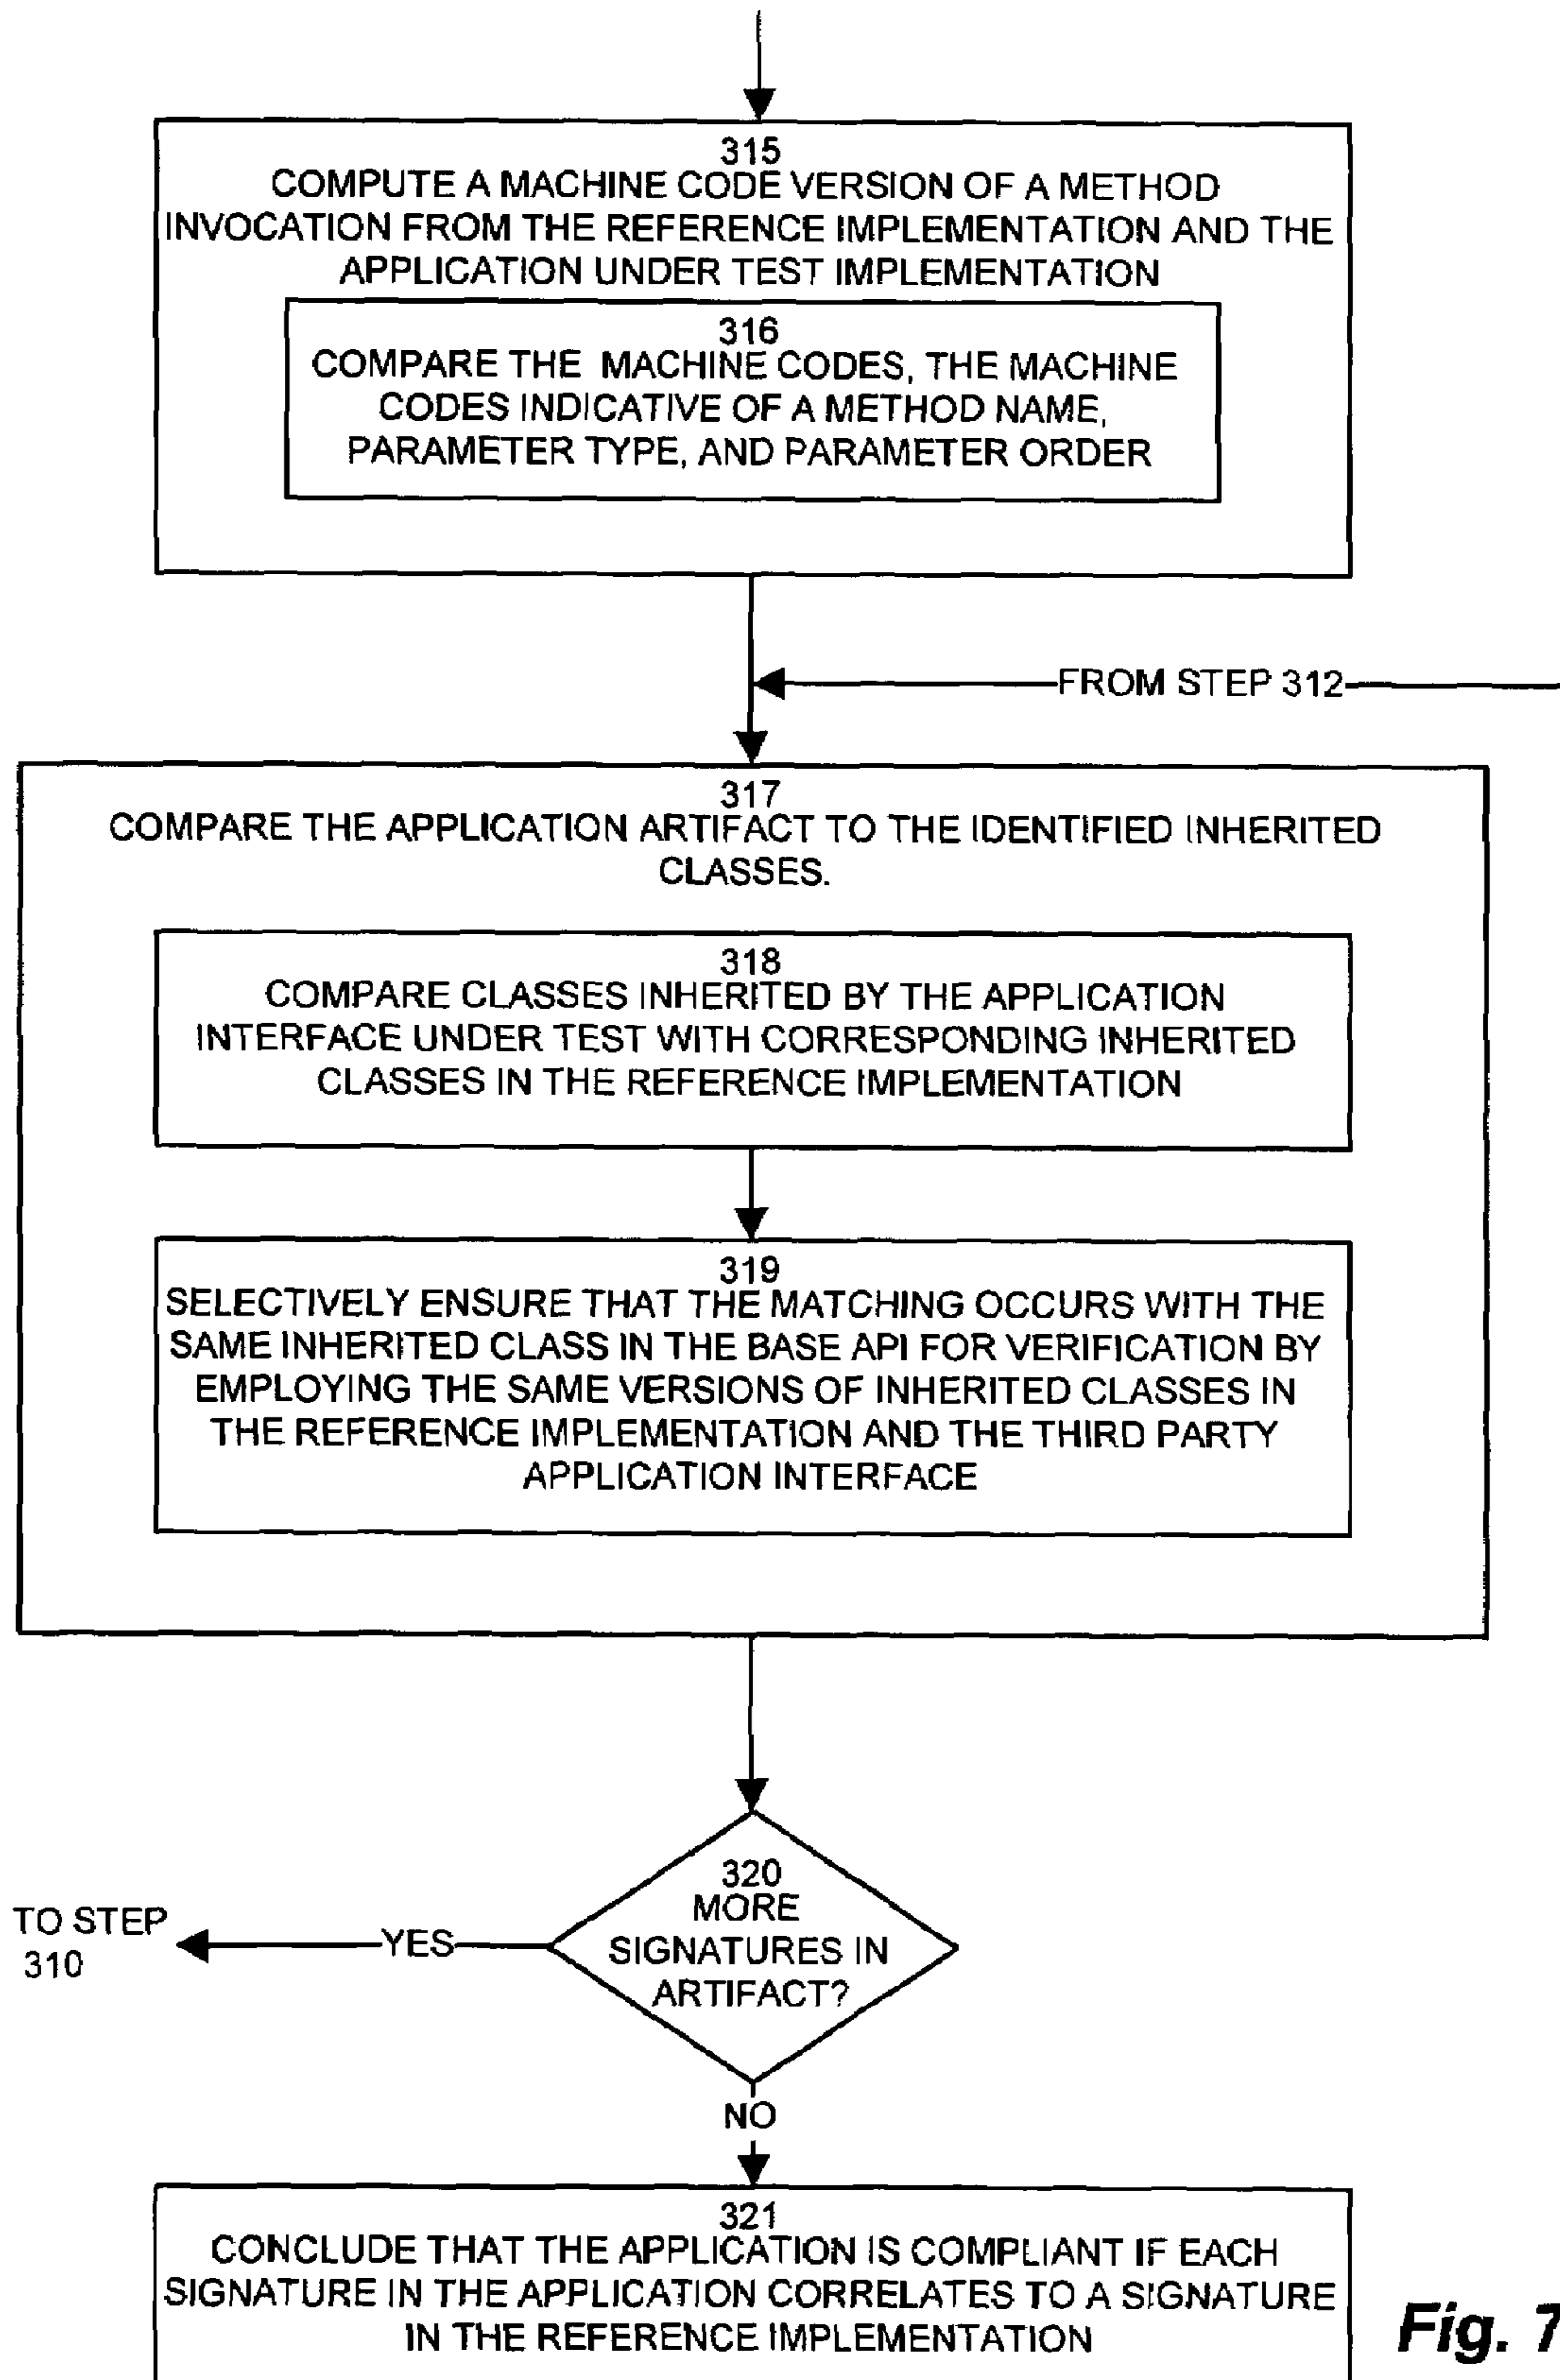 315
COMPUTE A MACHINE CODE VERSION OF A METHOD
INVOCATION FROM THE REFERENCE IMPLEMENTATION AND THE
APPLICATION UNDER TEST IMPLEMENTATION
316
COMPARE THE MACHINE CODES, THE MACHINE
CODES INDICATIVE OF A METHOD NAME,
PARAMETER TYPE, AND PARAMETER ORDER
FROM STEP 312
317
COMPARE THE APPLICATION ARTIFACT TO THE IDENTIFIED INHERITED
CLASSES.
318
COMPARE CLASSES INHERITED BY THE APPLICATION
INTERFACE UNDER TEST WITH CORRESPONDING INHERITED
CLASSES IN THE REFERENCE IMPLEMENTATION
319
SELECTIVELY ENSURE THAT THE MATCHING OCCURS WITH THE
SAME INHERITED CLASS IN THE BASE API FOR VERIFICATION BY
EMPLOYING THE SAME VERSIONS OF INHERITED CLASSES IN
THE REFERENCE IMPLEMENTATION AND THE THIRD PARTY
APPLICATION INTERFACE
320
MORE
SIGNATURES IN
ARTIFACT?
YES
TO STEP
310
NO
321
CONCLUDE THAT THE APPLICATION IS COMPLIANT IF EACH
SIGNATURE IN THE APPLICATION CORRELATES TO A SIGNATURE
IN THE REFERENCE IMPLEMENTATION
Fig. 7